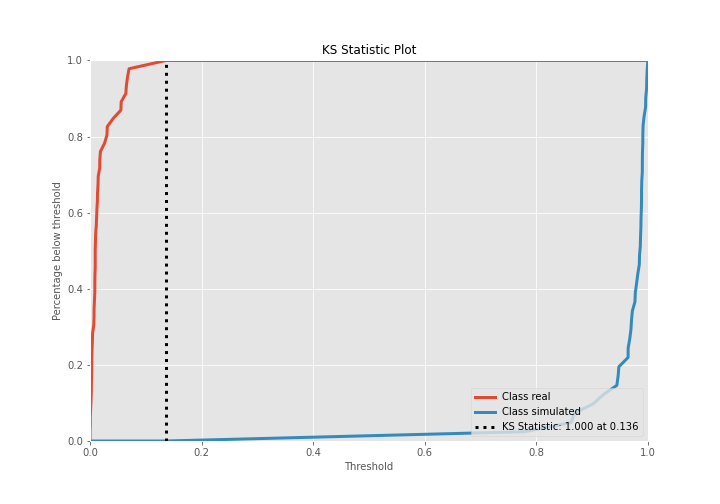 KS Statistic Plot
1.0
0.8
0.6
0.4
0.2
0.0
Percentage below threshold
Class real
Class simulated
KS Statistic: 1.000 at 0.136
0.0 0.2 0.4 0.6 0.8 1.0
Threshold